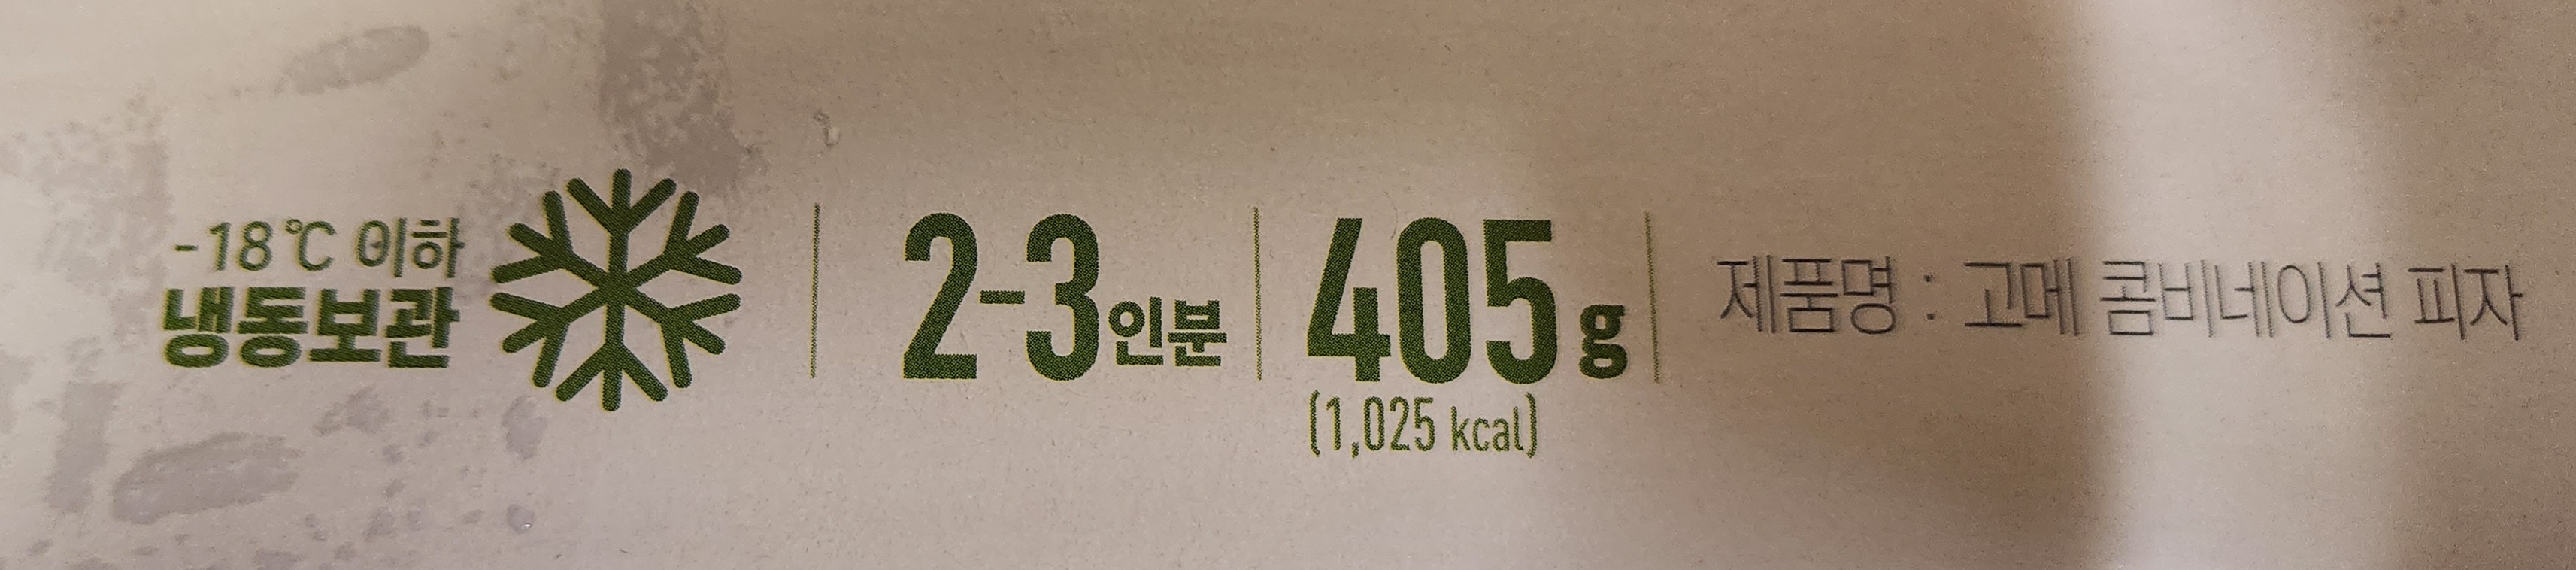 -18℃ 이하
냉동보관
2-3인분
405 g
(1,025 kcal)
제품명 : 고메 콤비네이션 피자